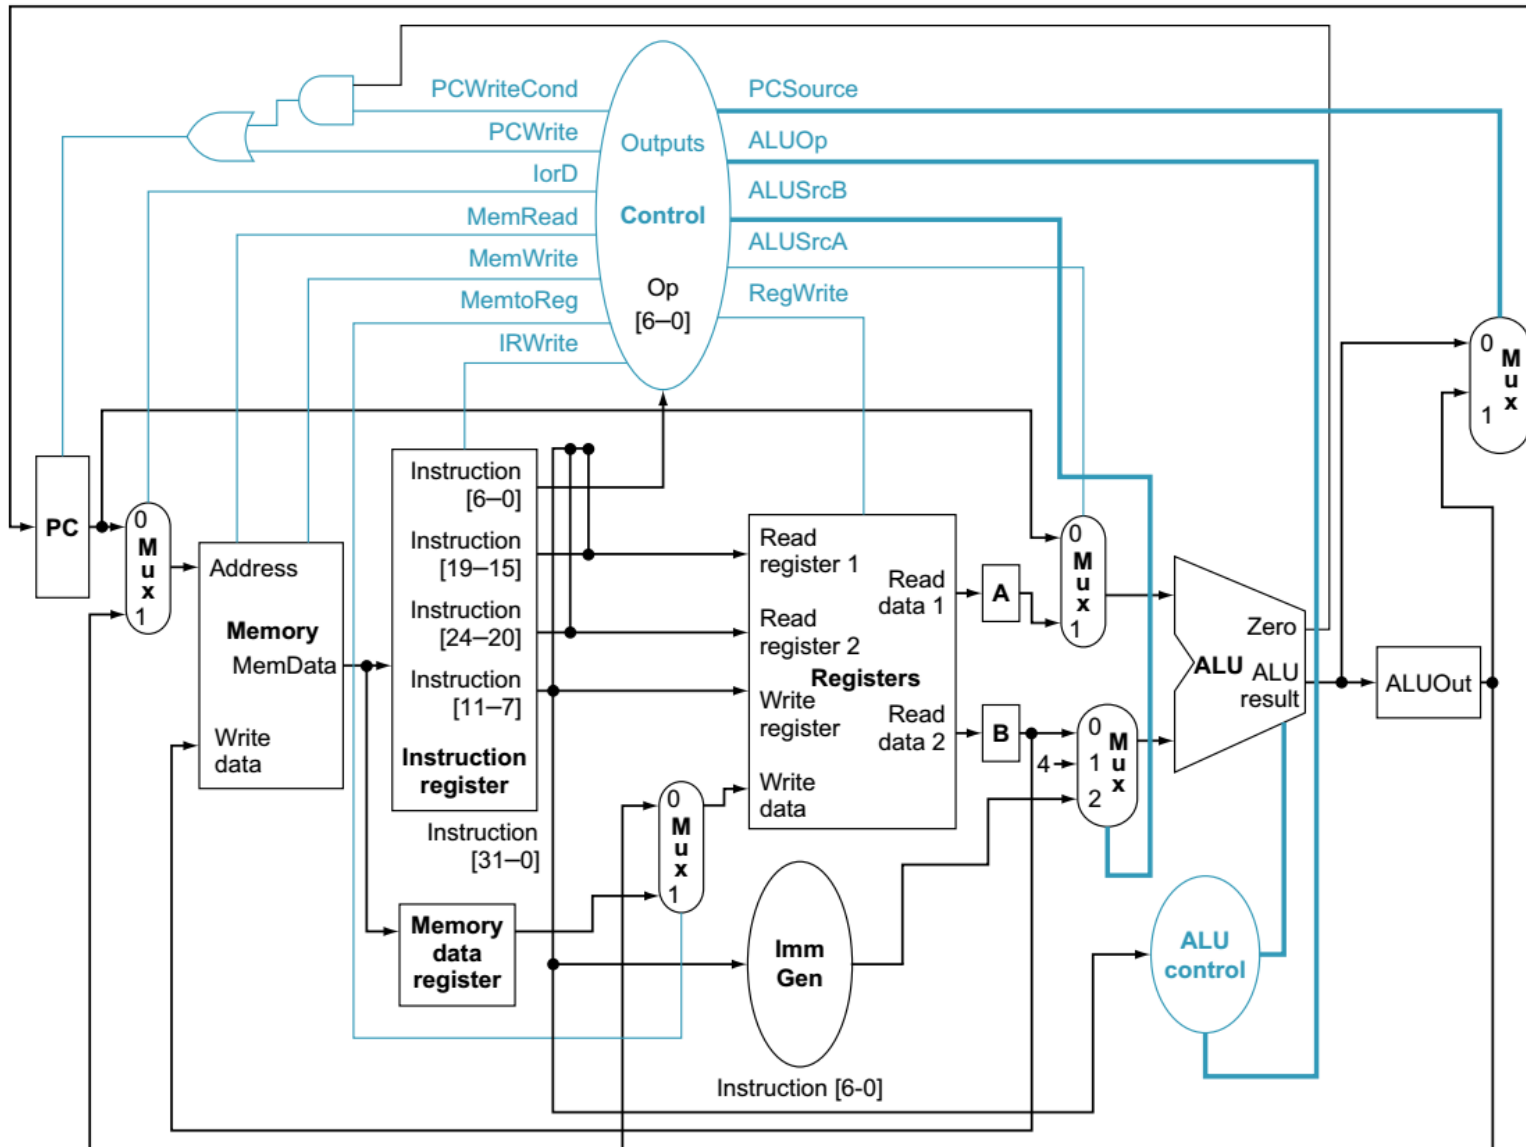 PCWriteCond
PCWrite
IorD
MemRead
MemWrite
MemtoReg
IRWrite
Outputs
Control
Op
[6–0]
PCSource
ALUOp
ALUSrcB
ALUSrcA
RegWrite
0
M
u
x
1
PC
0
M
u
x
1
Address
Memory
MemData
Write
data
Instruction
[6–0]
Instruction
[19–15]
Instruction
[24–20]
Instruction
[11–7]
Instruction
register
Instruction
[31–0]
Memory
data
register
0
M
u
x
1
Read
register 1
Read
register 2
Registers
Write
register
Write
data
Read
data 1
Read
data 2
A
B
4
0
M
u
x
1
0
1
2
M
u
x
Imm
Gen
Instruction [6-0]
Zero
ALU
ALU
result
ALUOut
ALU
control